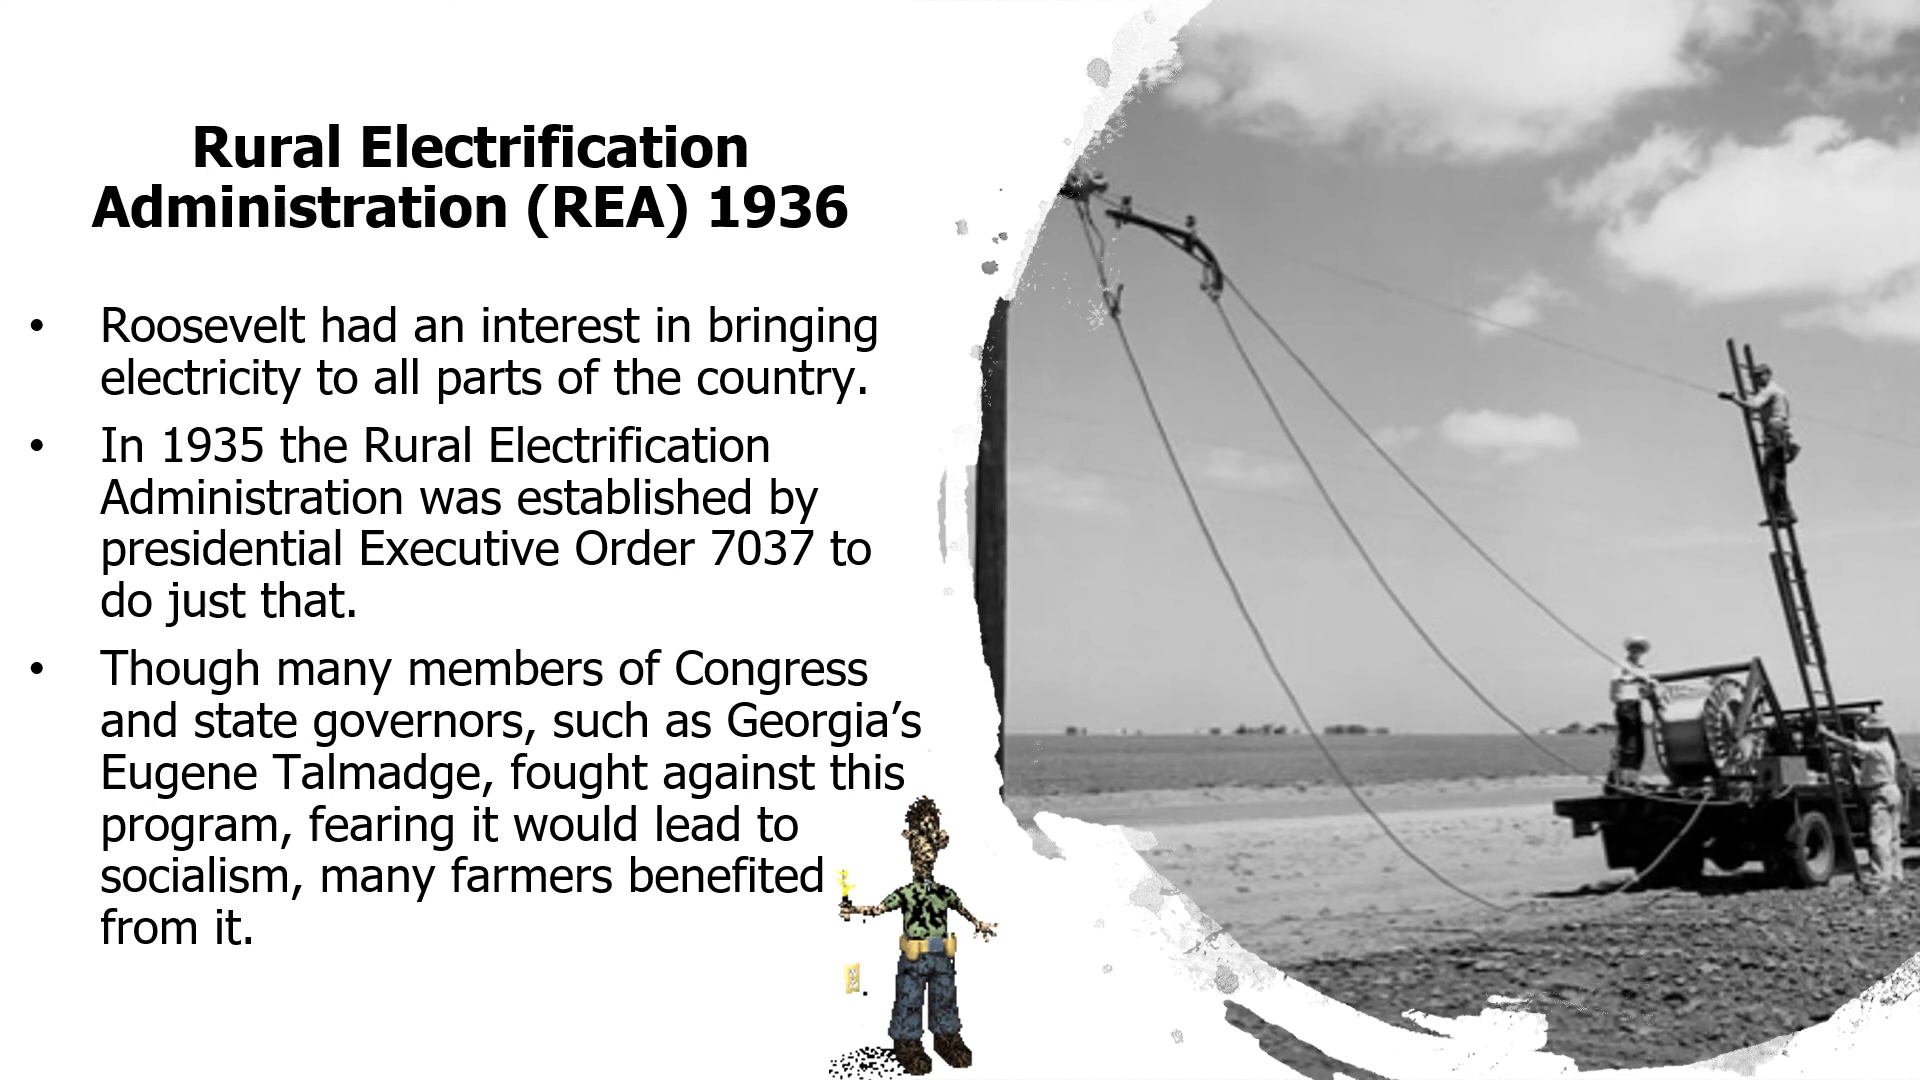 Rural Electrification
Administration (REA) 1936
• Roosevelt had an interest in bringing
electricity to all parts of the country.
• In 1935 the Rural Electrification
Administration was established by
presidential Executive Order 7037 to
do just that.
• Though many members of Congress
and state governors, such as Georgia’s
Eugene Talmadge, fought against this
program, fearing it would lead to
socialism, many farmers benefited
from it.